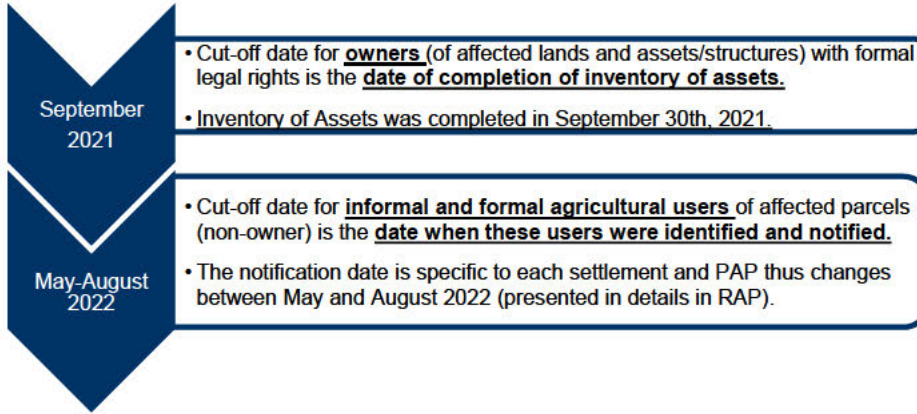 September
2021
• Cut-off date for owners (of affected lands and assets/structures) with formal
legal rights is the date of completion of inventory of assets.
• Inventory of Assets was completed in September 30th, 2021.
May-August
2022
• Cut-off date for informal and formal agricultural users of affected parcels
(non-owner) is the date when these users were identified and notified.
• The notification date is specific to each settlement and PAP thus changes
between May and August 2022 (presented in details in RAP).